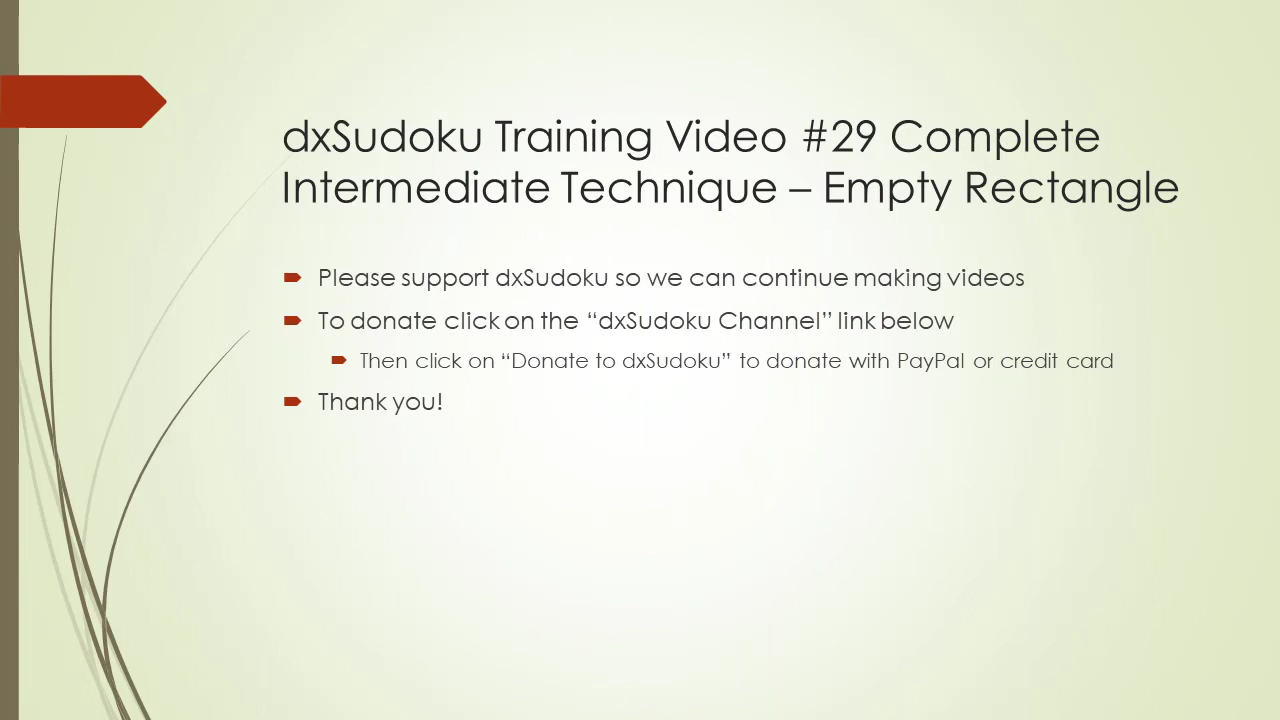 dxSudoku Training Video #29 Complete
Intermediate Technique – Empty Rectangle
Please support dxSudoku so we can continue making videos
To donate click on the “dxSudoku Channel” link below
Then click on “Donate to dxSudoku” to donate with PayPal or credit card
Thank you!